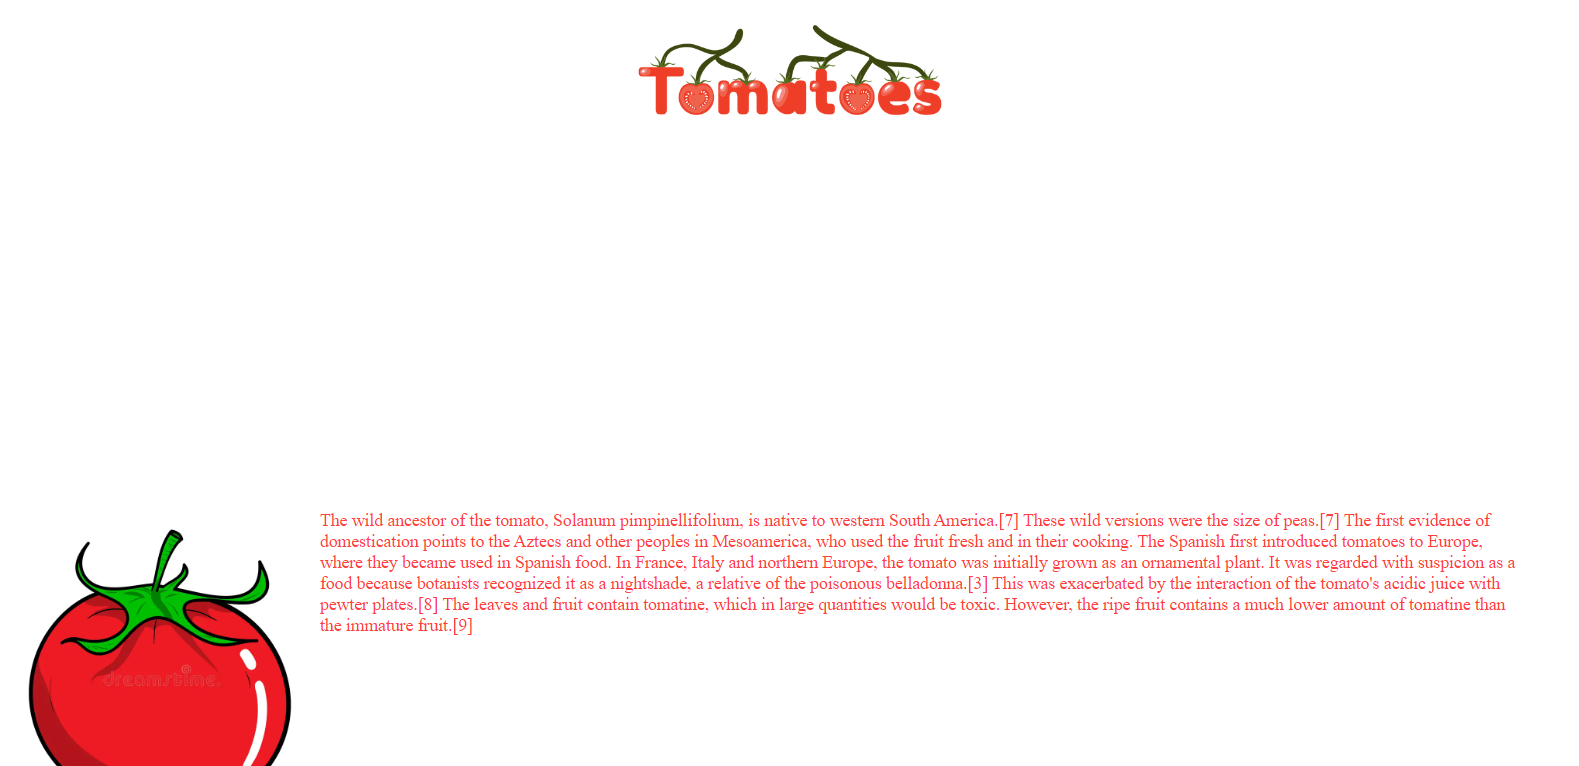 Tomatoes
The wild ancestor of the tomato, Solanum pimpinellifolium, is native to western South America.[7] These wild versions were the size of peas.[7] The first evidence of
domestication points to the Aztecs and other peoples in Mesoamerica, who used the fruit fresh and in their cooking. The Spanish first introduced tomatoes to Europe,
where they became used in Spanish food. In France, Italy and northern Europe, the tomato was initially grown as an ornamental plant. It was regarded with suspicion as a
food because botanists recognized it as a nightshade, a relative of the poisonous belladonna.[3] This was exacerbated by the interaction of the tomato's acidic juice with
pewter plates.[8] The leaves and fruit contain tomatine, which in large quantities would be toxic. However, the ripe fruit contains a much lower amount of tomatine than
the immature fruit.[9]
dreamstime.